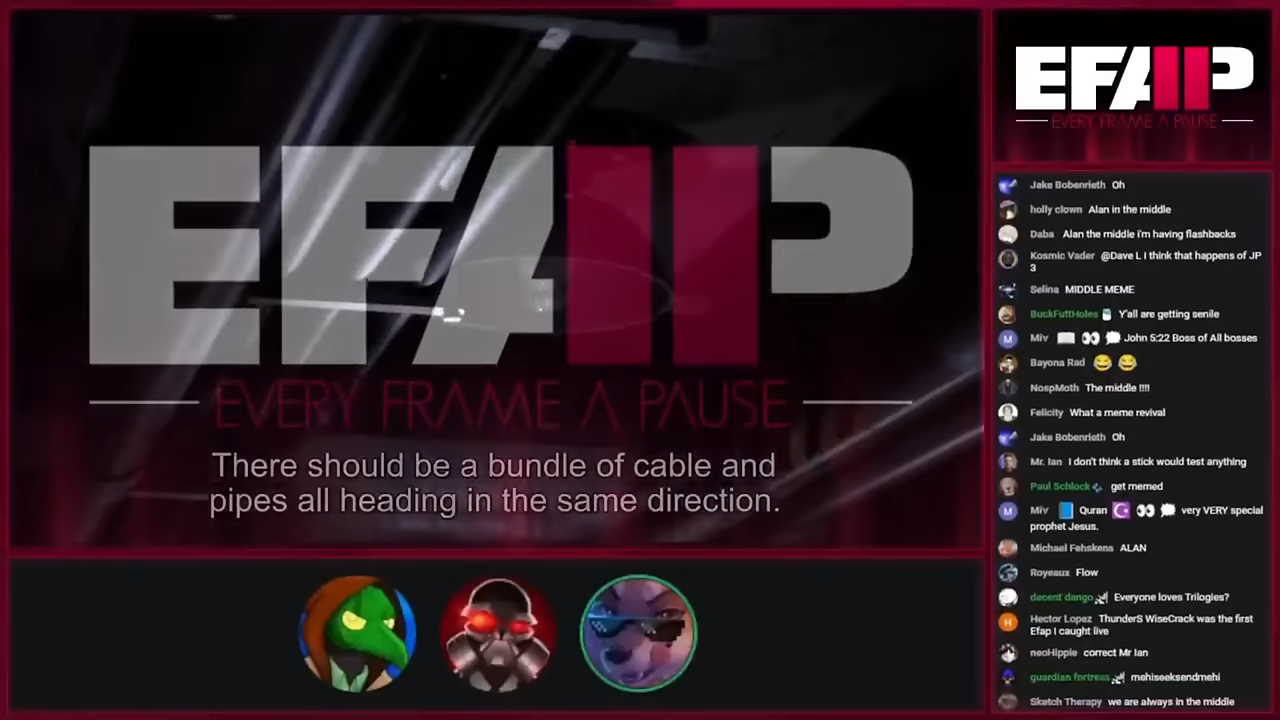 EFAP
EVERY FRAME A PAUSE
There should be a bundle of cable and
pipes all heading in the same direction.
EFAP
EVERY FRAME A PAUSE
Jake Bobenrieth Oh
holly clown Alan in the middle
Daba Alan the middle i'm having flashbacks
Kosmic Vader @Dave L I think that happens of JP
3
Selina MIDDLE MEME
BuckFuttHoles Y'all are getting senile
M Miv John 5:22 Boss of All bosses
Bayona Rad
NospMoth The middle !!!!
Felicity What a meme revival
Jake Bobenrieth Oh
Mr. Ian I don't think a stick would test anything
Paul Schlock get memed
M Miv Quran very VERY special
prophet Jesus.
Michael Fehskens ALAN
Royeaux Flow
decent dango Everyone loves Trilogies?
H Hector Lopez ThunderS WiseCrack was the first
Efap I caught live
neoHippie correct Mr Ian
guardian fortress mehiseeksendmehi
Sketch Therapy we are always in the middle